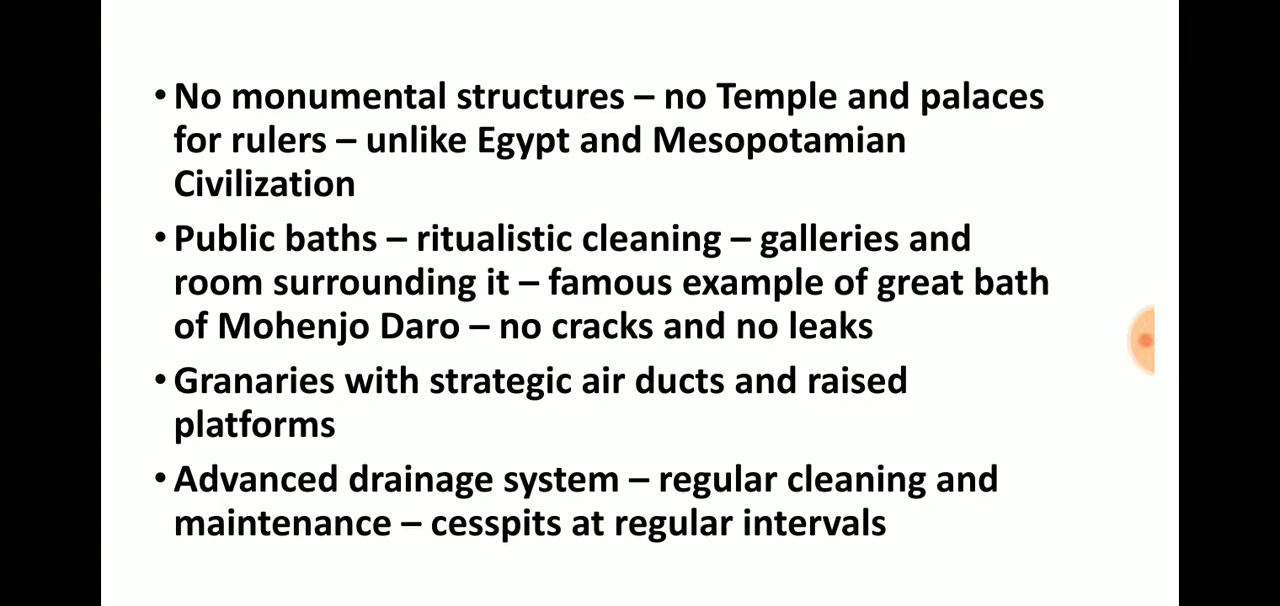 • No monumental structures – no Temple and palaces
for rulers – unlike Egypt and Mesopotamian
Civilization
• Public baths – ritualistic cleaning – galleries and
room surrounding it – famous example of great bath
of Mohenjo Daro – no cracks and no leaks
• Granaries with strategic air ducts and raised
platforms
• Advanced drainage system – regular cleaning and
maintenance – cesspits at regular intervals